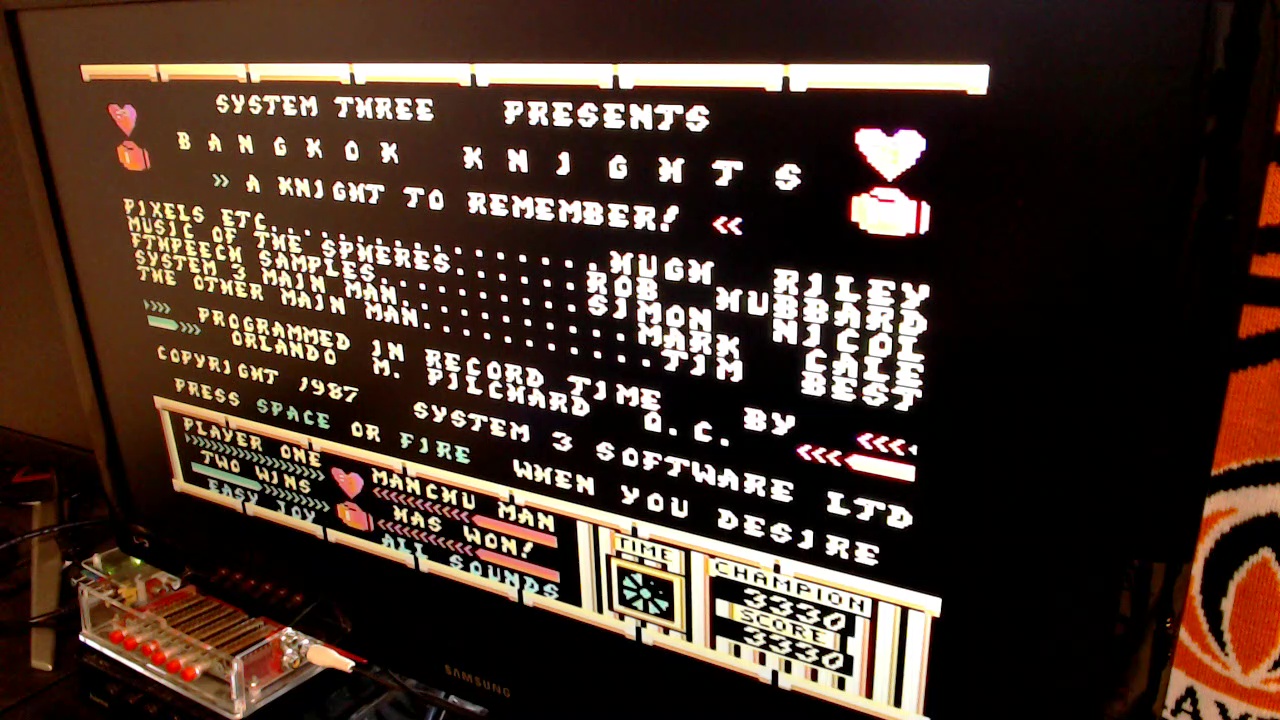 SYSTEM THREE PRESENTS
BANGKOK KNIGHTS
>> A KNIGHT TO REMEMBER! <<
PIXELS ETC...............HUGH RILEY
MUSIC OF THE SPHERES.......ROB HUBBARD
FTHPEECH SAMPLES..........SIMON NICOL
SYSTEM 3 MAIN MAN..........MARK CALE
THE OTHER MAIN MAN..........TIM BEST
>>>> PROGRAMMED IN RECORD TIME BY <<<<
>>>> ORLANDO M. PILCHARD Q.C. <<<<
COPYRIGHT 1987 SYSTEM 3 SOFTWARE LTD
PRESS SPACE OR FIRE WHEN YOU DESIRE
PLAYER ONE
TWO WINS
EASY JOY
MANCHU MAN
HAS WON!
ALL SOUNDS
TIME
CHAMPION
3330
SCORE
3330
SAMSUNG
AY